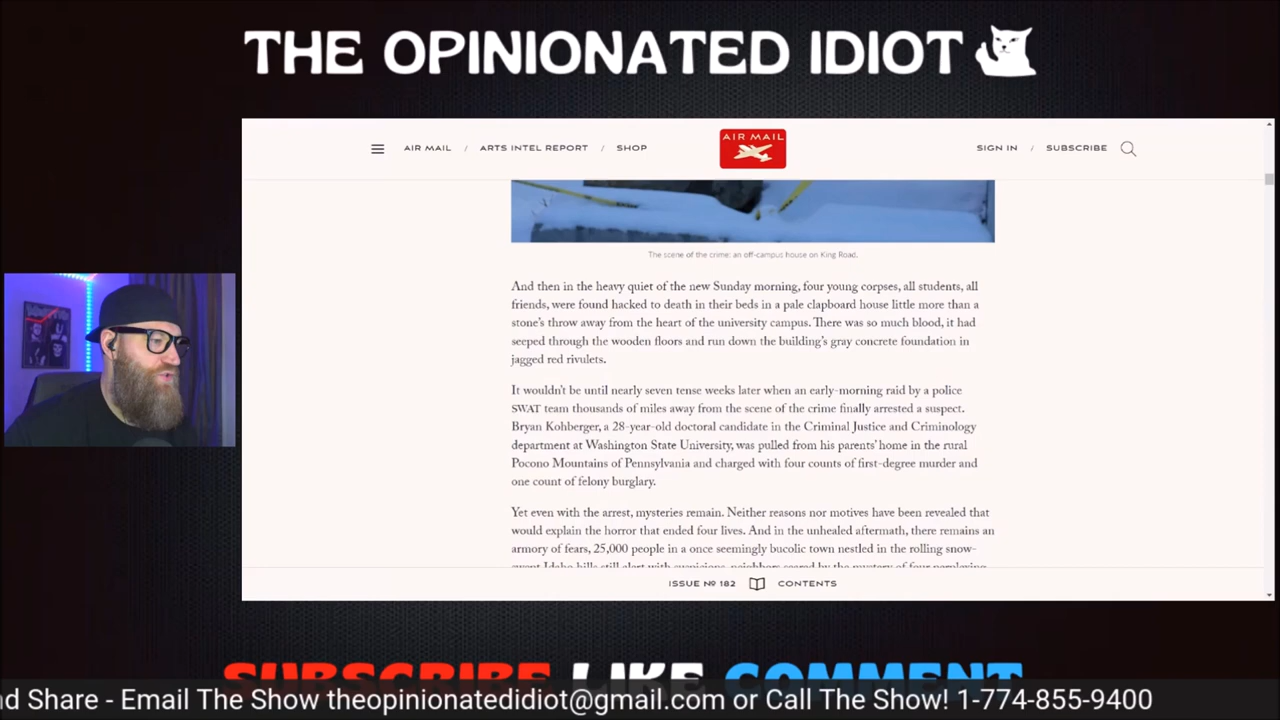 THE OPINIONATED IDIOT
AIR MAIL / ARTS INTEL REPORT / SHOP
AIR MAIL
SIGN IN / SUBSCRIBE
The scene of the crime: an off-campus house on King Road.
And then in the heavy quiet of the new Sunday morning, four young corpses, all students, all
friends, were found hacked to death in their beds in a pale clapboard house little more than a
stone's throw away from the heart of the university campus. There was so much blood, it had
seeped through the wooden floors and run down the building's gray concrete foundation in
jagged red rivulets.
It wouldn't be until nearly seven tense weeks later when an early-morning raid by a police
SWAT team thousands of miles away from the scene of the crime finally arrested a suspect.
Bryan Kohberger, a 28-year-old doctoral candidate in the Criminal Justice and Criminology
department at Washington State University, was pulled from his parents' home in the rural
Pocono Mountains of Pennsylvania and charged with four counts of first-degree murder and
one count of felony burglary.
Yet even with the arrest, mysteries remain. Neither reasons nor motives have been revealed that
would explain the horror that ended four lives. And in the unhealed aftermath, there remains an
armory of fears, 25,000 people in a once seemingly bucolic town nestled in the rolling snow-
swept Idaho hills still alert with suspicions, neighbors scared by the mystery of four perplexing
ISSUE Nº 182 CONTENTS
SUBSCRIBE LIKE COMMENT
d Share - Email The Show theopinionatedidiot@gmail.com or Call The Show! 1-774-855-9400